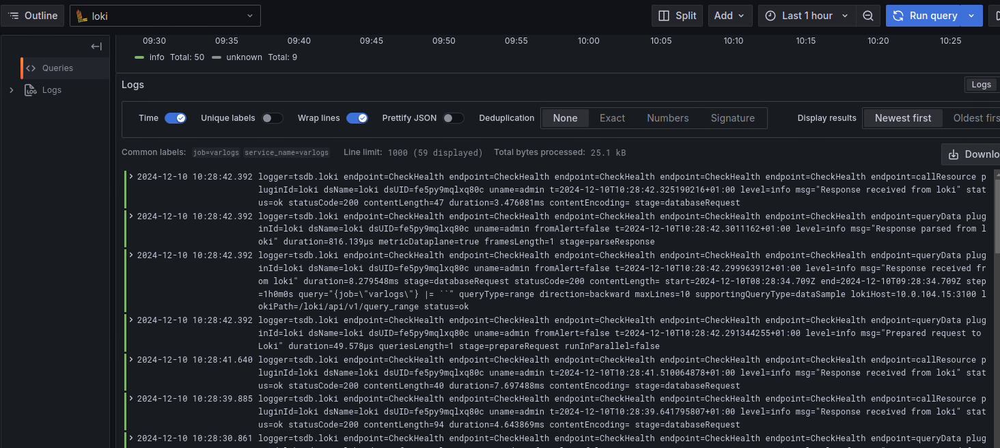 Outline
loki
Split
Add
Last 1 hour
Run query
Queries
Logs
09:30 09:35 09:40 09:45 09:50 09:55 10:00 10:05 10:10 10:15 10:20 10:25
info Total: 50 unknown Total: 9
Logs
Logs
Time Unique labels Wrap lines Prettify JSON Deduplication None Exact Numbers Signature Display results Newest first Oldest firs
Common labels: job=varlogs service_name=varlogs Line limit: 1000 (59 displayed) Total bytes processed: 25.1 kB
Downlo
2024-12-10 10:28:42.392 logger=tsdb.loki endpoint=CheckHealth endpoint=CheckHealth endpoint=CheckHealth endpoint=CheckHealth endpoint=CheckHealth endpoint=callResource p
luginId=loki dsName=loki dsUID=fe5py9mqlxq80c uname=admin t=2024-12-10T10:28:42.325190216+01:00 level=info msg="Response received from loki" stat
us=ok statusCode=200 contentLength=47 duration=3.476081ms contentEncoding= stage=databaseRequest
2024-12-10 10:28:42.392 logger=tsdb.loki endpoint=CheckHealth endpoint=CheckHealth endpoint=CheckHealth endpoint=CheckHealth endpoint=CheckHealth endpoint=queryData plug
inId=loki dsName=loki dsUID=fe5py9mqlxq80c uname=admin fromAlert=false t=2024-12-10T10:28:42.3011162+01:00 level=info msg="Response parsed from l
oki" duration=816.139µs metricDataplane=true framesLength=1 stage=parseResponse
2024-12-10 10:28:42.392 logger=tsdb.loki endpoint=CheckHealth endpoint=CheckHealth endpoint=CheckHealth endpoint=CheckHealth endpoint=CheckHealth endpoint=queryData plug
inId=loki dsName=loki dsUID=fe5py9mqlxq80c uname=admin fromAlert=false t=2024-12-10T10:28:42.299963912+01:00 level=info msg="Response received fr
om loki" duration=8.279548ms stage=databaseRequest statusCode=200 contentLength= start=2024-12-10T08:28:34.709Z end=2024-12-10T09:28:34.709Z step
=1h0m0s query="{job=\"varlogs\"} |= ``" queryType=range direction=backward maxLines=10 supportingQueryType=dataSample lokiHost=10.0.104.15:3100 l
okiPath=/loki/api/v1/query_range status=ok
2024-12-10 10:28:42.392 logger=tsdb.loki endpoint=CheckHealth endpoint=CheckHealth endpoint=CheckHealth endpoint=CheckHealth endpoint=CheckHealth endpoint=queryData plug
inId=loki dsName=loki dsUID=fe5py9mqlxq80c uname=admin fromAlert=false t=2024-12-10T10:28:42.291344255+01:00 level=info msg="Prepared request to
Loki" duration=49.578µs queriesLength=1 stage=prepareRequest runInParallel=false
2024-12-10 10:28:41.640 logger=tsdb.loki endpoint=CheckHealth endpoint=CheckHealth endpoint=CheckHealth endpoint=CheckHealth endpoint=CheckHealth endpoint=callResource p
luginId=loki dsName=loki dsUID=fe5py9mqlxq80c uname=admin t=2024-12-10T10:28:41.510064878+01:00 level=info msg="Response received from loki" stat
us=ok statusCode=200 contentLength=40 duration=7.697488ms contentEncoding= stage=databaseRequest
2024-12-10 10:28:39.885 logger=tsdb.loki endpoint=CheckHealth endpoint=CheckHealth endpoint=CheckHealth endpoint=CheckHealth endpoint=CheckHealth endpoint=callResource p
luginId=loki dsName=loki dsUID=fe5py9mqlxq80c uname=admin t=2024-12-10T10:28:39.641795807+01:00 level=info msg="Response received from loki" stat
us=ok statusCode=200 contentLength=94 duration=4.643869ms contentEncoding= stage=databaseRequest
2024-12-10 10:28:30.861 logger=tsdb.loki endpoint=CheckHealth endpoint=CheckHealth endpoint=CheckHealth endpoint=CheckHealth endpoint=CheckHealth endpoint=queryData plug